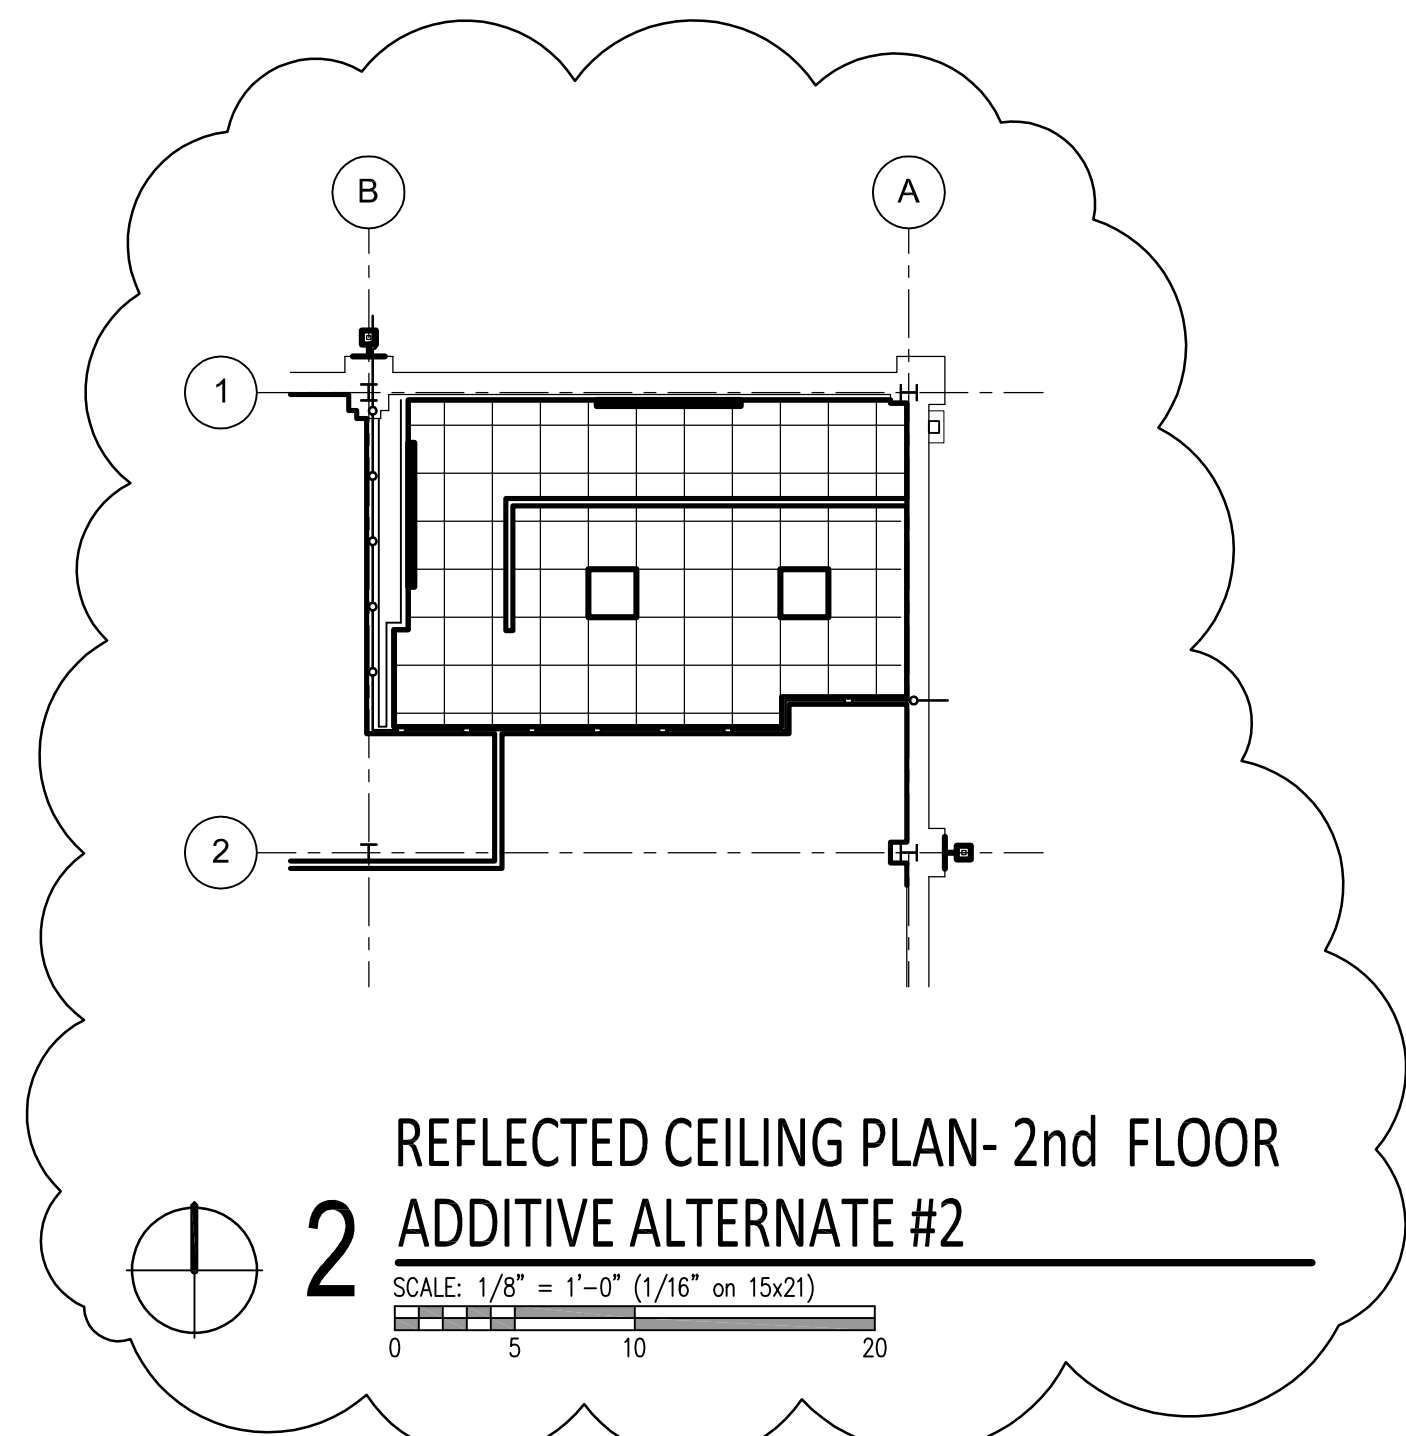 B A
1
2
REFLECTED CEILING PLAN- 2nd FLOOR
2 ADDITIVE ALTERNATE #2
SCALE: 1/8" = 1'-0" (1/16" on 15x21)
0 5 10 20